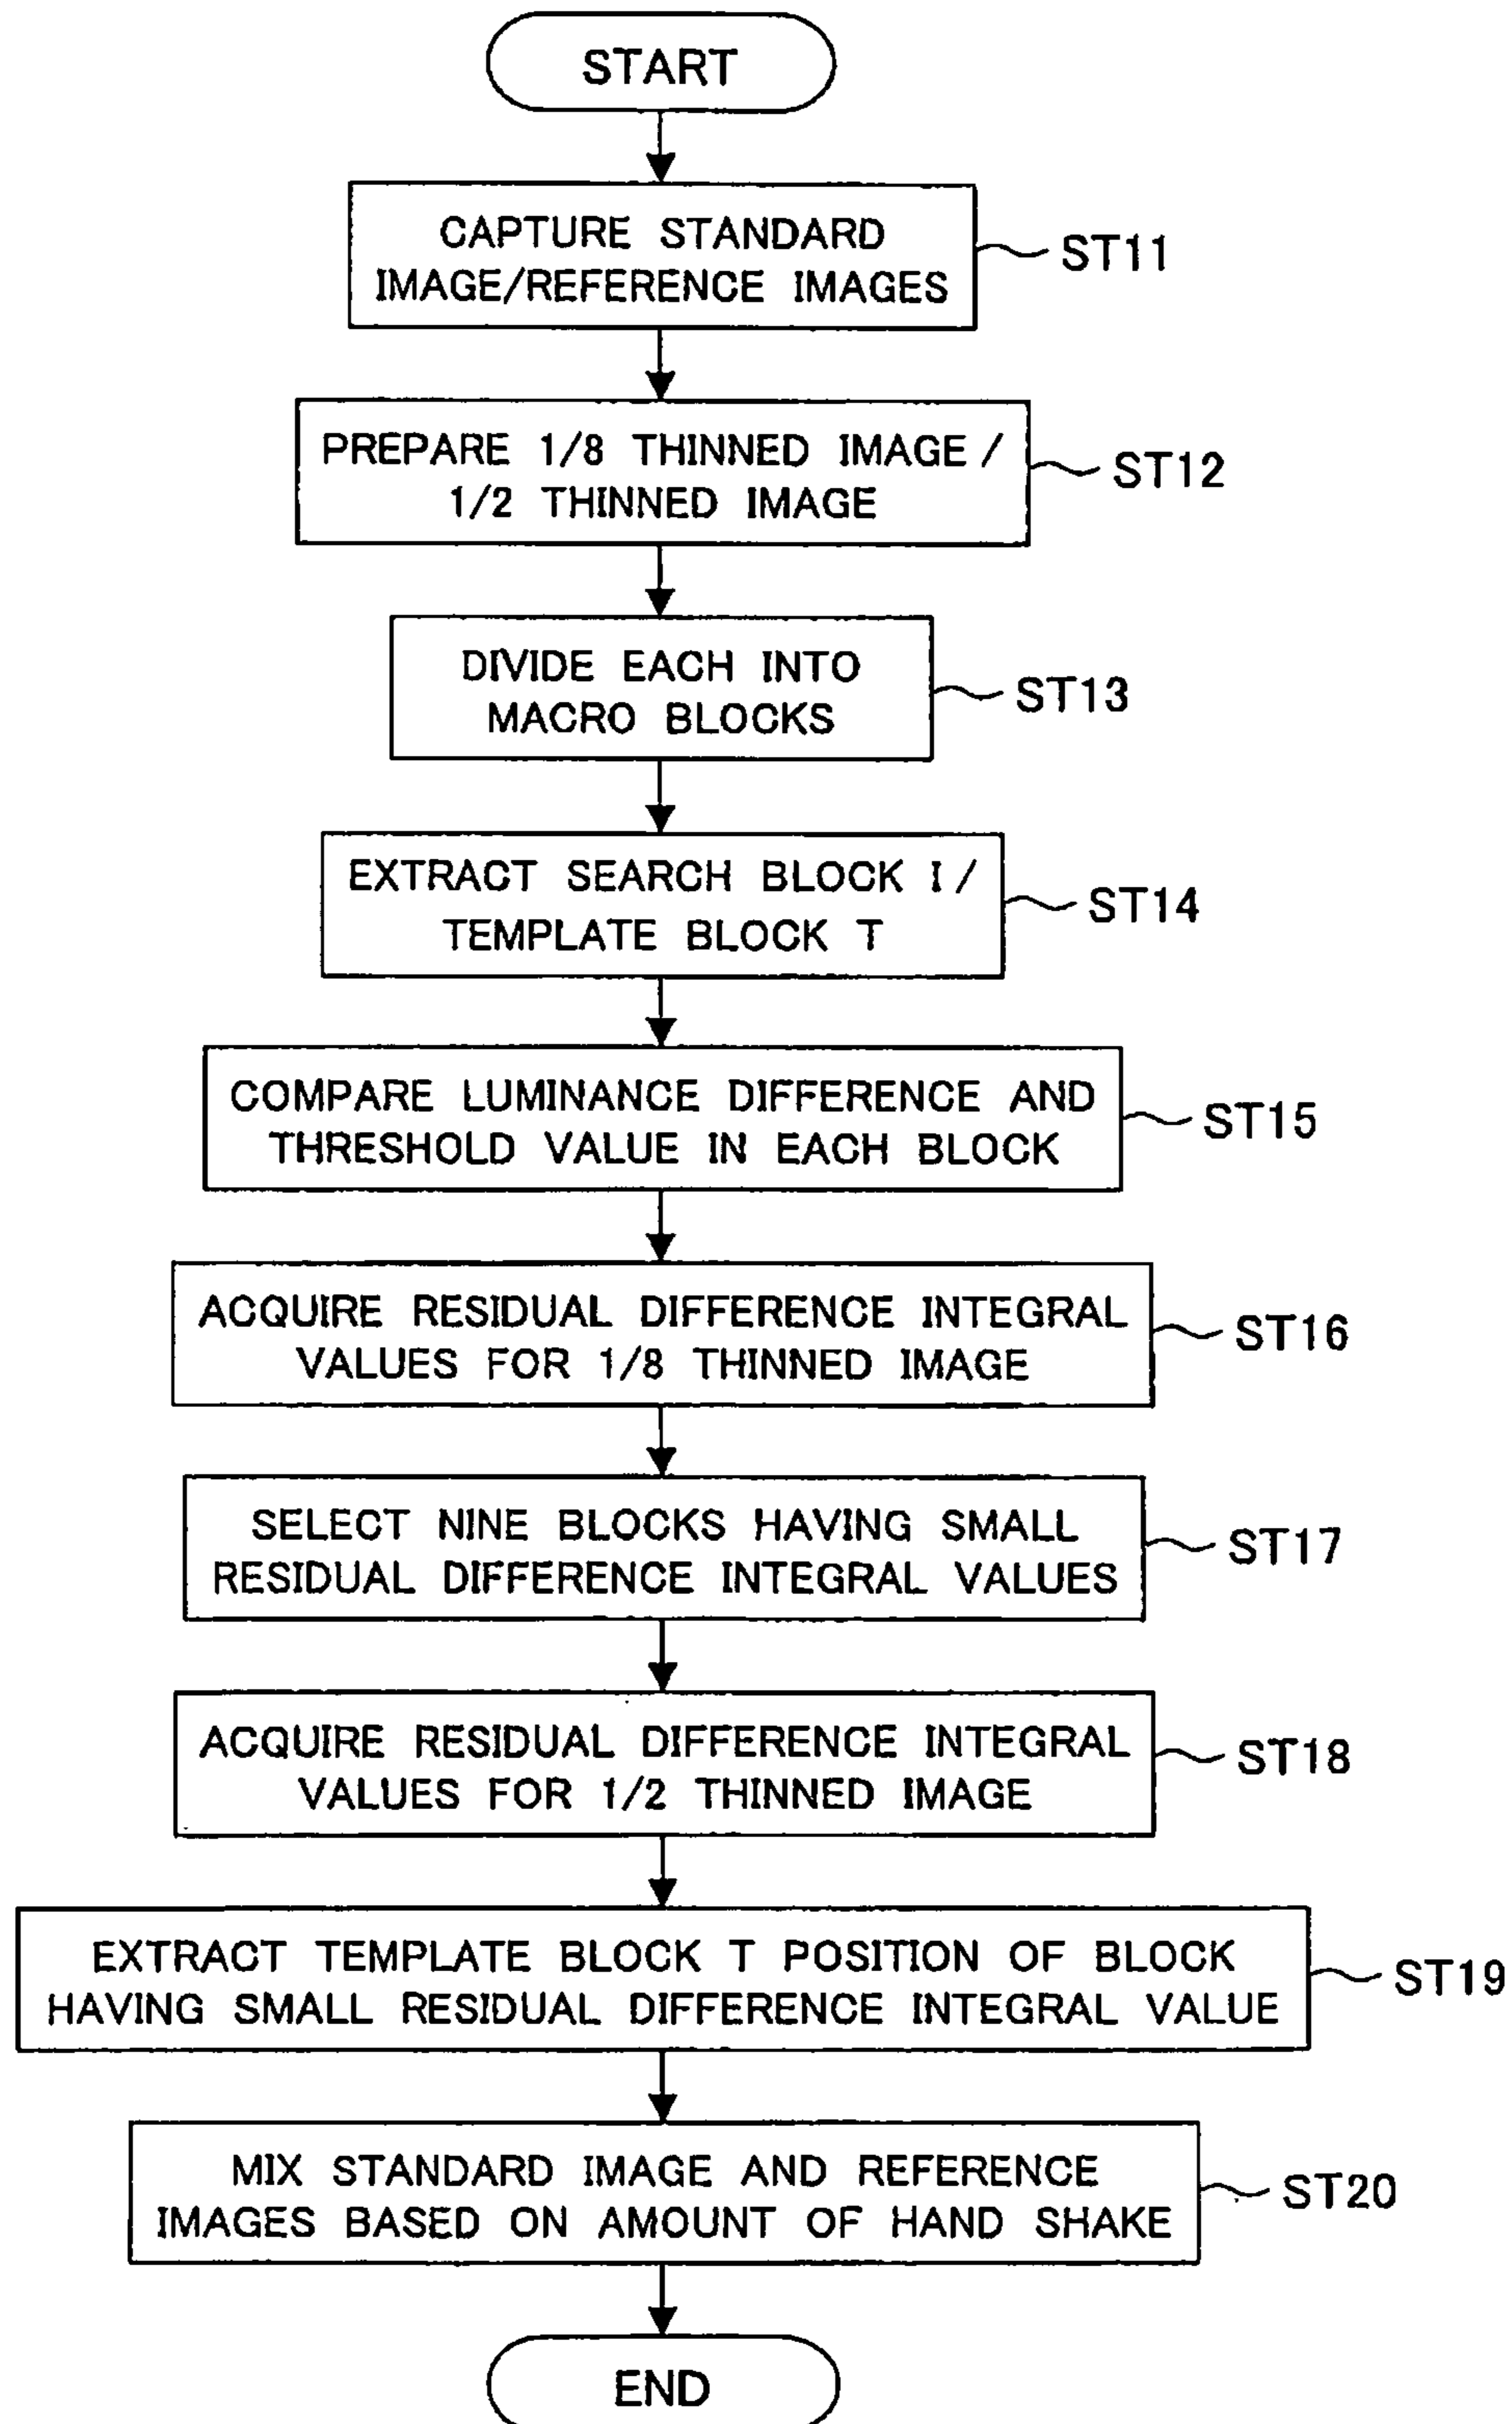 START
CAPTURE STANDARD
IMAGE/REFERENCE IMAGES
ST11
PREPARE 1/8 THINNED IMAGE /
1/2 THINNED IMAGE
ST12
DIVIDE EACH INTO
MACRO BLOCKS
ST13
EXTRACT SEARCH BLOCK I /
TEMPLATE BLOCK T
ST14
COMPARE LUMINANCE DIFFERENCE AND
THRESHOLD VALUE IN EACH BLOCK
ST15
ACQUIRE RESIDUAL DIFFERENCE INTEGRAL
VALUES FOR 1/8 THINNED IMAGE
ST16
SELECT NINE BLOCKS HAVING SMALL
RESIDUAL DIFFERENCE INTEGRAL VALUES
ST17
ACQUIRE RESIDUAL DIFFERENCE INTEGRAL
VALUES FOR 1/2 THINNED IMAGE
ST18
EXTRACT TEMPLATE BLOCK T POSITION OF BLOCK
HAVING SMALL RESIDUAL DIFFERENCE INTEGRAL VALUE
ST19
MIX STANDARD IMAGE AND REFERENCE
IMAGES BASED ON AMOUNT OF HAND SHAKE
ST20
END